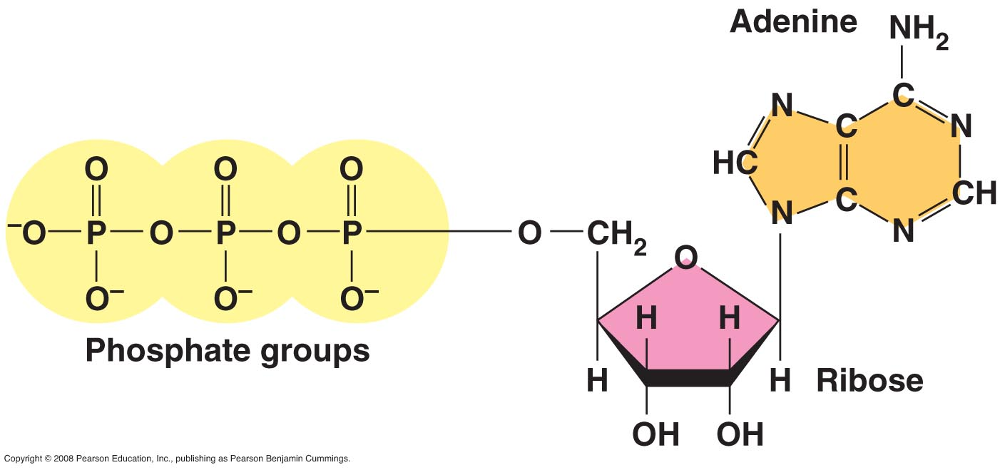 Adenine
NH2
C
N
N
C
HC
CH
C
N
N
O
O
O
⁻O
P
O
P
O
P
O
CH2
O
O⁻
O⁻
O⁻
H
H
Phosphate groups
H
H
Ribose
OH
OH
Copyright © 2008 Pearson Education, Inc., publishing as Pearson Benjamin Cummings.